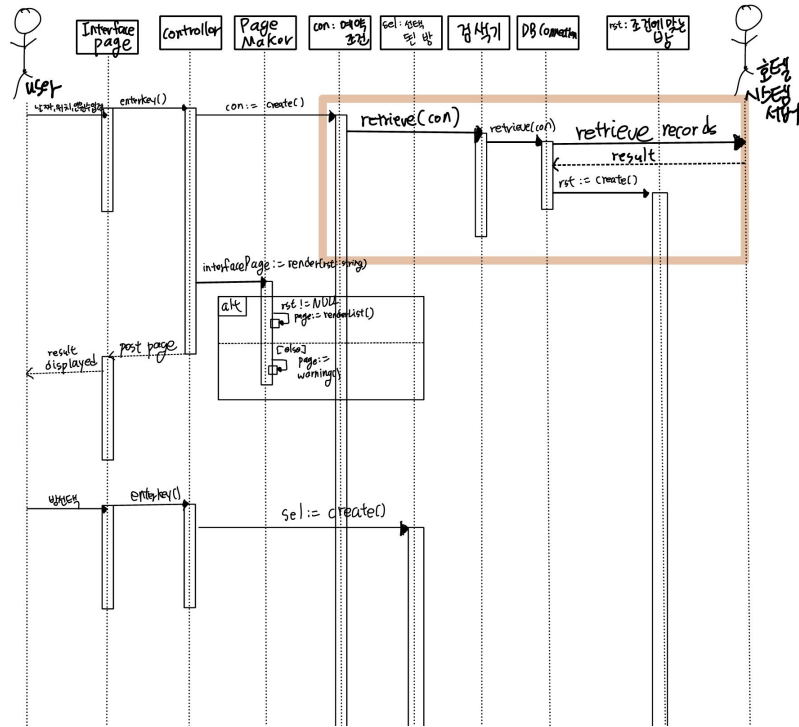 Interface
page
Controller
Page
Maker
con: 예약
조건
sel: 선택
된 방
검색기
DB Connection
rst: 조건에 맞는
방
user
호텔
시스템
서버
enterkey()
con := create()
retrieve(con)
retrieve(con)
retrieve records
result
rst := create()
interfacePage := render(rst: string)
alt
rst != NULL
page:= renderList()
[else]
page:=
warning()
post page
result
displayed
방선택
enterkey()
sel := create()